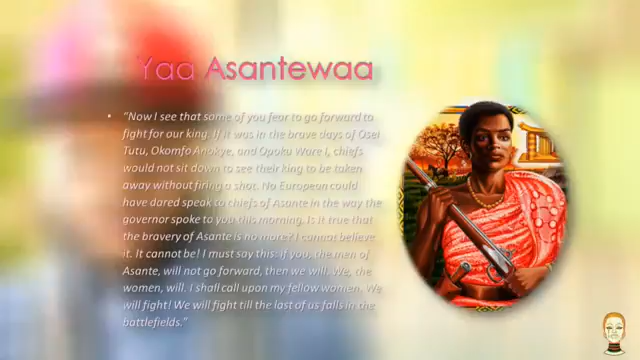 Yaa Asantewaa
• "Now I see that some of you fear to go forward to
fight for our king. If it was in the brave days of Osei
Tutu, Okomfo Anokye, and Opoku Ware I, chiefs
would not sit down to see their king to be taken
away without firing a shot. No European could
have dared speak to chiefs of Asante in the way the
governor spoke to you this morning. Is it true that
the bravery of Asante is no more? I cannot believe
it. It cannot be! I must say this: if you, the men of
Asante, will not go forward, then we will. We, the
women, will. I shall call upon my fellow women. We
will fight! We will fight till the last of us falls in the
battlefields."